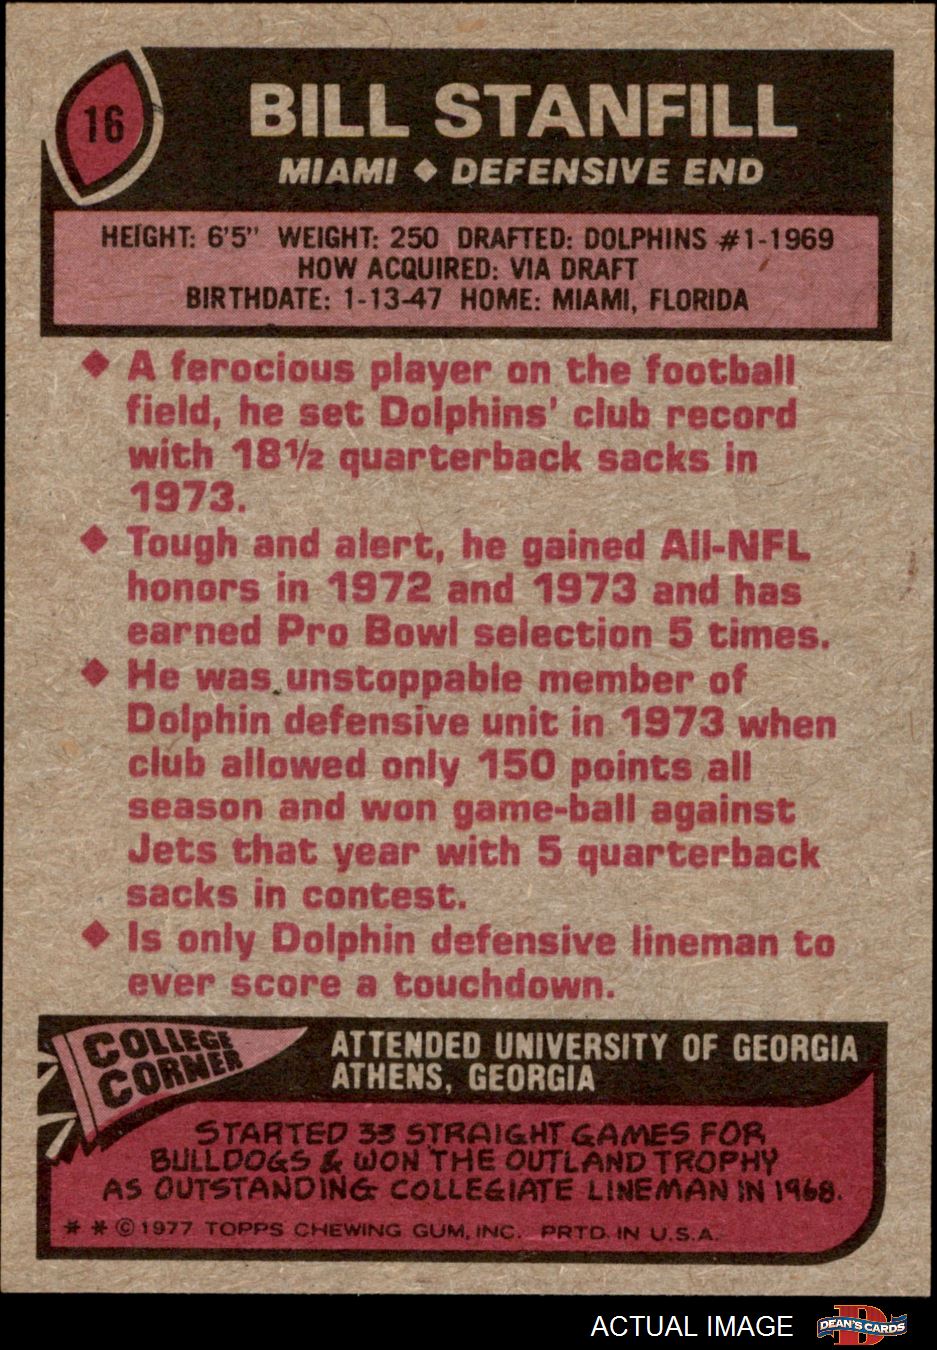 16
BILL STANFILL
MIAMI ◆ DEFENSIVE END
HEIGHT: 6'5" WEIGHT: 250 DRAFTED: DOLPHINS #1-1969
HOW ACQUIRED: VIA DRAFT
BIRTHDATE: 1-13-47 HOME: MIAMI, FLORIDA
◆ A ferocious player on the football
field, he set Dolphins' club record
with 18½ quarterback sacks in
1973.
◆ Tough and alert, he gained All-NFL
honors in 1972 and 1973 and has
earned Pro Bowl selection 5 times.
◆ He was unstoppable member of
Dolphin defensive unit in 1973 when
club allowed only 150 points all
season and won game-ball against
Jets that year with 5 quarterback
sacks in contest.
◆ Is only Dolphin defensive lineman to
ever score a touchdown.
COLLEGE
CORNER
ATTENDED UNIVERSITY OF GEORGIA
ATHENS, GEORGIA
STARTED 33 STRAIGHT GAMES FOR
BULLDOGS & WON THE OUTLAND TROPHY
AS OUTSTANDING COLLEGIATE LINEMAN IN 1968.
* * © 1977 TOPPS CHEWING GUM, INC. PRTD. IN U.S.A.
ACTUAL IMAGE
D
DEAN'S CARDS